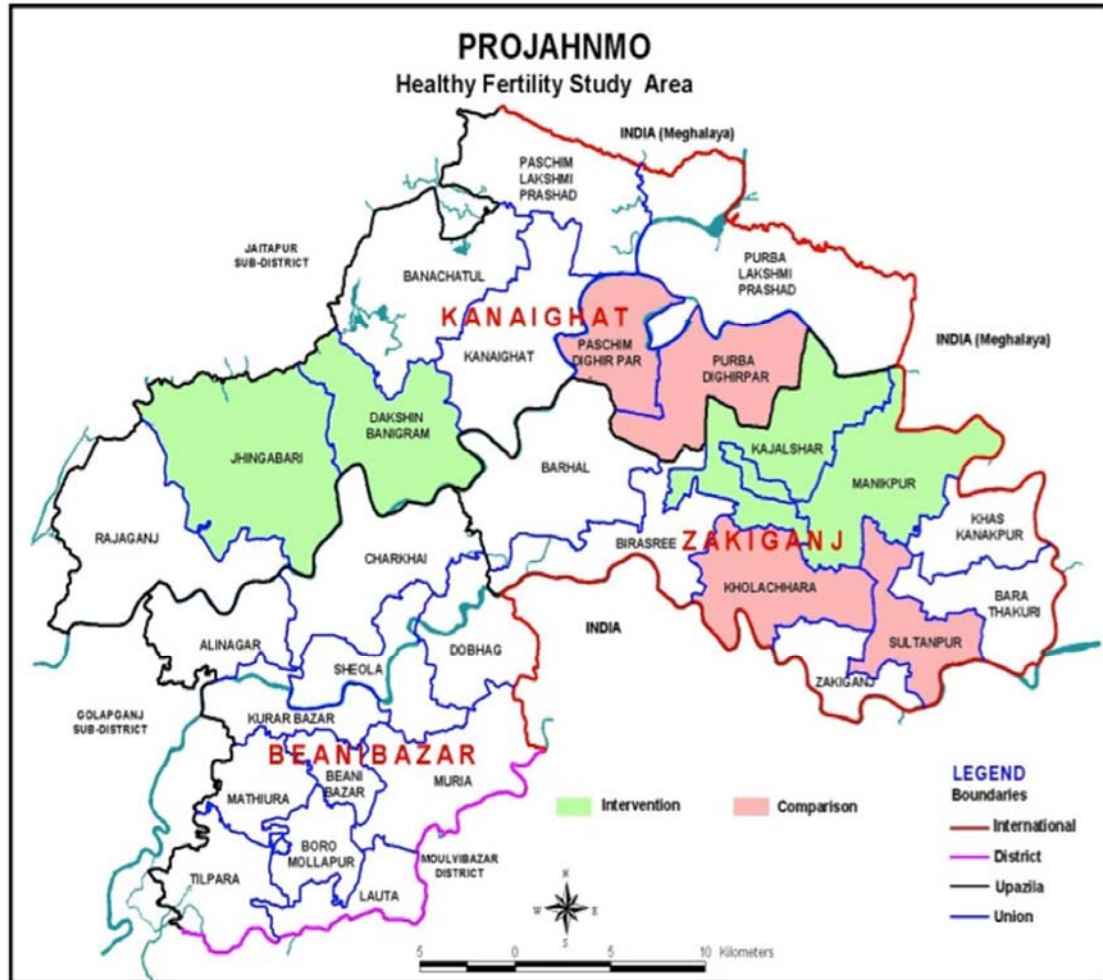 PROJAHNMO
Healthy Fertility Study Area
INDIA (Meghalaya)
PASCHIM
LAKSHMI
PRASHAD
JAITAPUR
SUB-DISTRICT
BANACHATUL
PURBA
LAKSHMI
PRASHAD
KANAIGHAT
INDIA (Meghalaya)
KANAIGHAT
PASCHIM
DIGHIR PAR
PURBA
DIGHIRPAR
DAKSHIN
BANIGRAM
JHINGABARI
BARHAL
KAJALSHAR
MANIKPUR
RAJAGANJ
CHARKHAI
BIRASREE
ZAKIGANJ
KHAS
KANAKPUR
KHOLACHHARA
BARA
THAKURI
INDIA
ALINAGAR
SHEOLA
DOBHAG
SULTANPUR
ZAKIGANJ
GOLAPGANJ
SUB-DISTRICT
KURAR BAZAR
BEANIBAZAR
MATHIURA
BEANI
BAZAR
MURIA
BORO
MOLLAPUR
MOULVIBAZAR
DISTRICT
TILPARA
LAUTA
Intervention
Comparison
LEGEND
Boundaries
International
District
Upazila
Union
N
W E
S
5 0 5 10 Kilometers